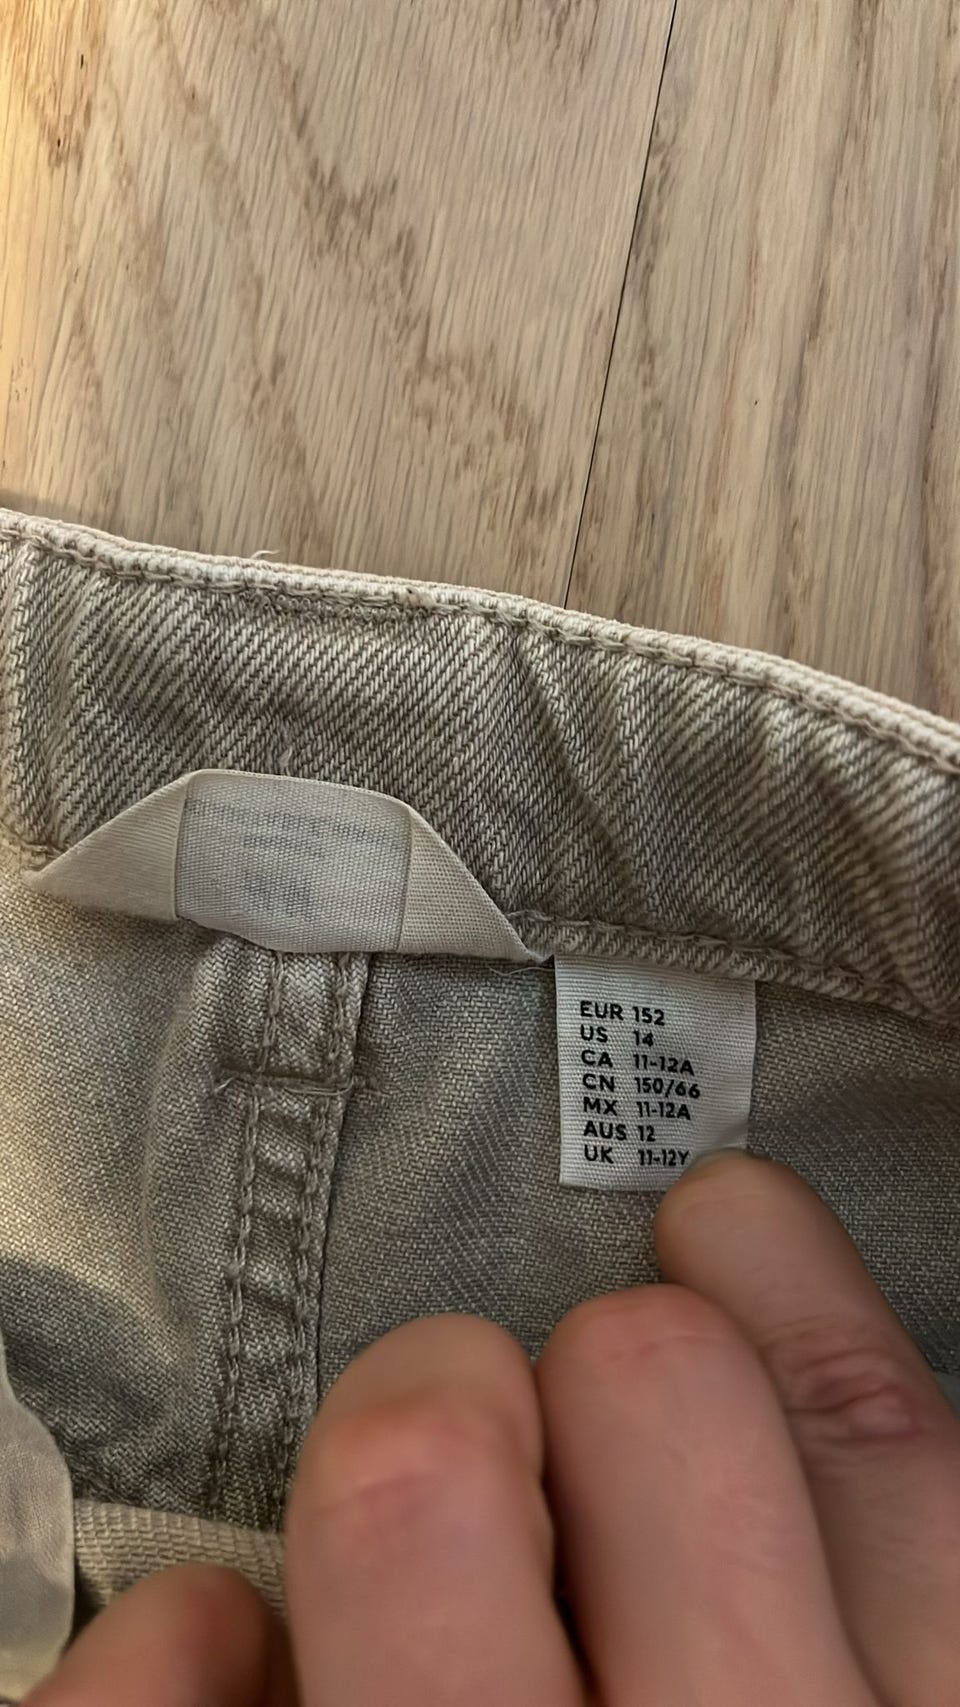 EUR 152
US 14
CA 11-12A
CN 150/66
MX 11-12A
AUS 12
UK 11-12Y